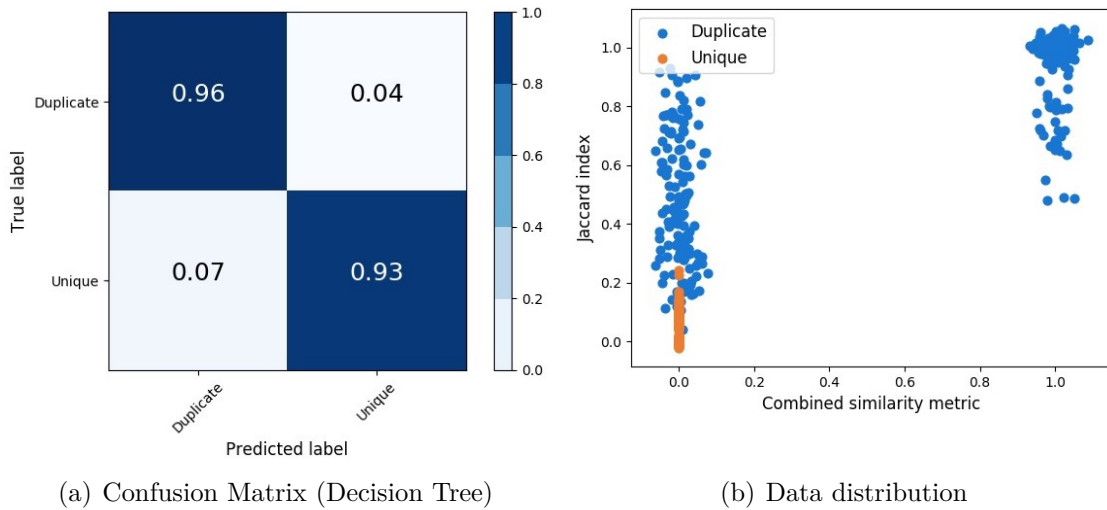 1.0
Duplicate
0.96
0.04
0.8
0.6
True label
0.4
Unique
0.07
0.93
0.2
0.0
Duplicate
Unique
Predicted label
(a) Confusion Matrix (Decision Tree)
Duplicate
Unique
1.0
0.8
0.6
Jaccard index
0.4
0.2
0.0
0.0 0.2 0.4 0.6 0.8 1.0
Combined similarity metric
(b) Data distribution